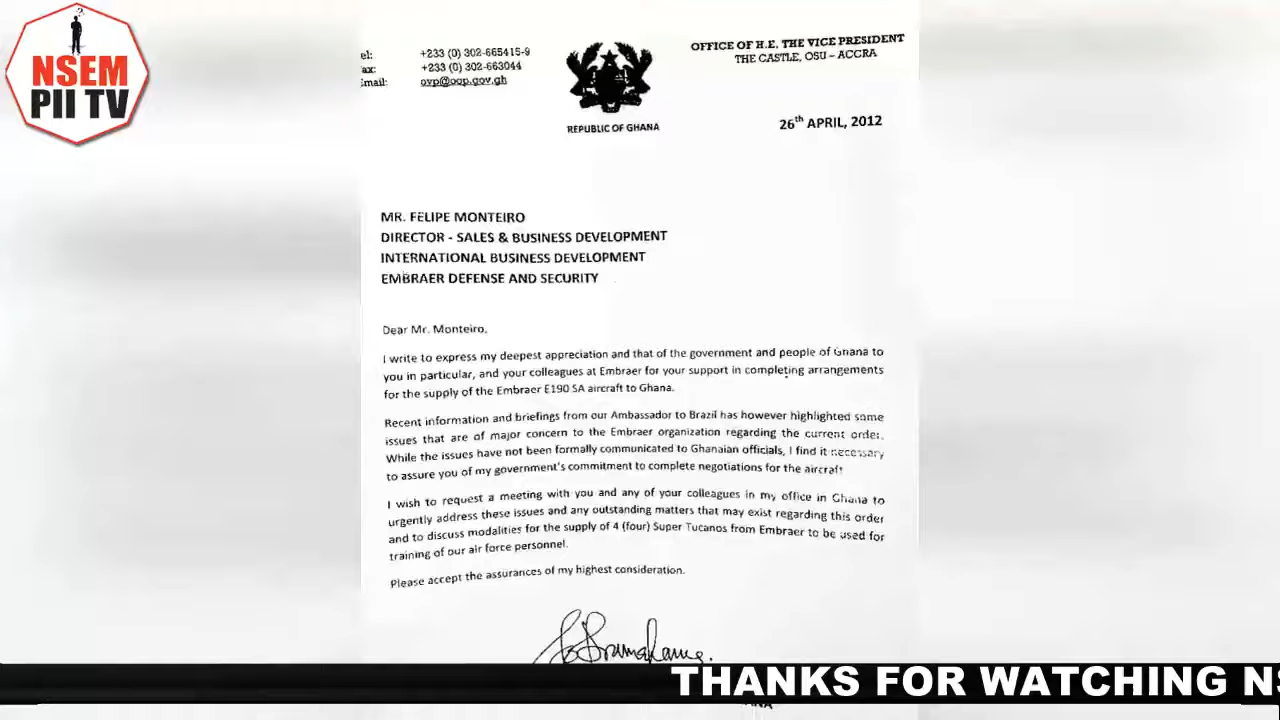 NSEM
PII TV
el:
+233 (0) 302-665415-9
ax:
+233 (0) 302-663044
Email:
ovp@oop.gov.gh
REPUBLIC OF GHANA
OFFICE OF H.E. THE VICE PRESIDENT
THE CASTLE, OSU – ACCRA
26th APRIL, 2012
MR. FELIPE MONTEIRO
DIRECTOR - SALES & BUSINESS DEVELOPMENT
INTERNATIONAL BUSINESS DEVELOPMENT
EMBRAER DEFENSE AND SECURITY
Dear Mr. Monteiro,
I write to express my deepest appreciation and that of the government and people of Ghana to
you in particular, and your colleagues at Embraer for your support in completing arrangements
for the supply of the Embraer E190 SA aircraft to Ghana.
Recent information and briefings from our Ambassador to Brazil has however highlighted some
issues that are of major concern to the Embraer organization regarding the current order.
While the issues have not been formally communicated to Ghanaian officials, I find it necessary
to assure you of my government's commitment to complete negotiations for the aircraft
I wish to request a meeting with you and any of your colleagues in my office in Ghana to
urgently address these issues and any outstanding matters that may exist regarding this order
and to discuss modalities for the supply of 4 (four) Super Tucanos from Embraer to be used for
training of our air force personnel.
Please accept the assurances of my highest consideration.
THANKS FOR WATCHING N